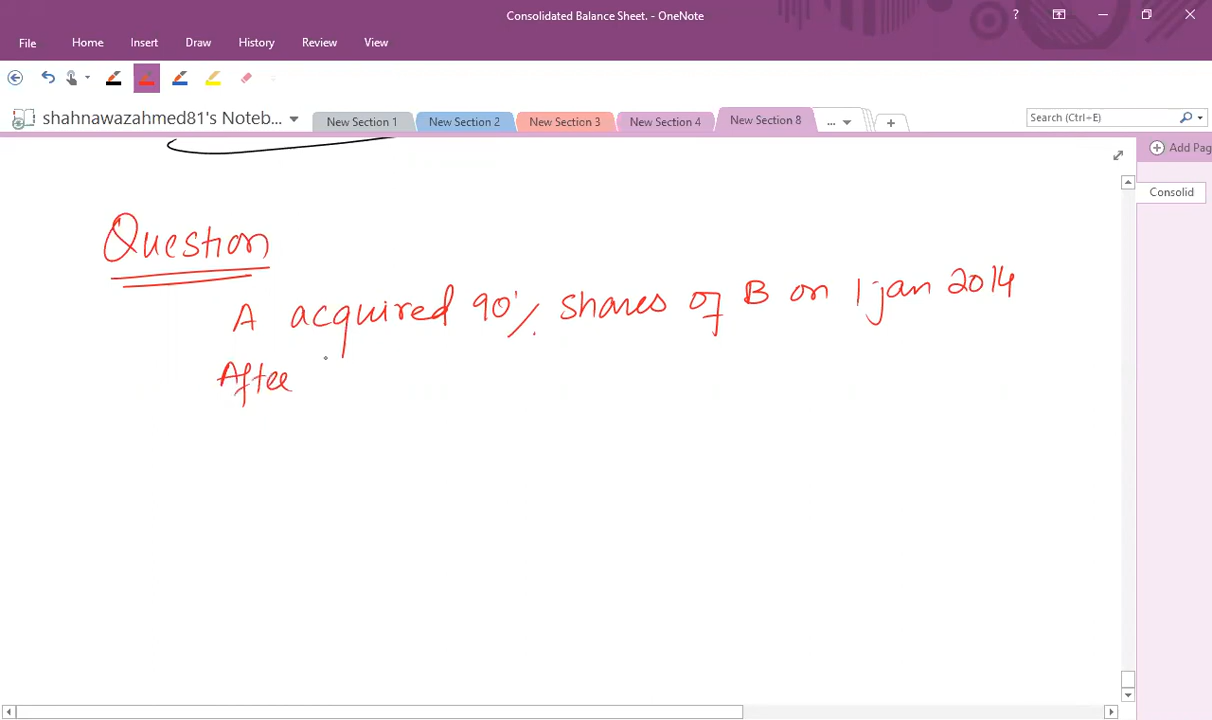 Consolidated Balance Sheet. - OneNote
?
File Home Insert Draw History Review View
shahnawazahmed81's Noteb... New Section 1 New Section 2 New Section 3 New Section 4 New Section 8 ... + Search (Ctrl+E)
Add Pag
Consolid
Question
A acquired 90% shares of B on 1 jan 2014
After